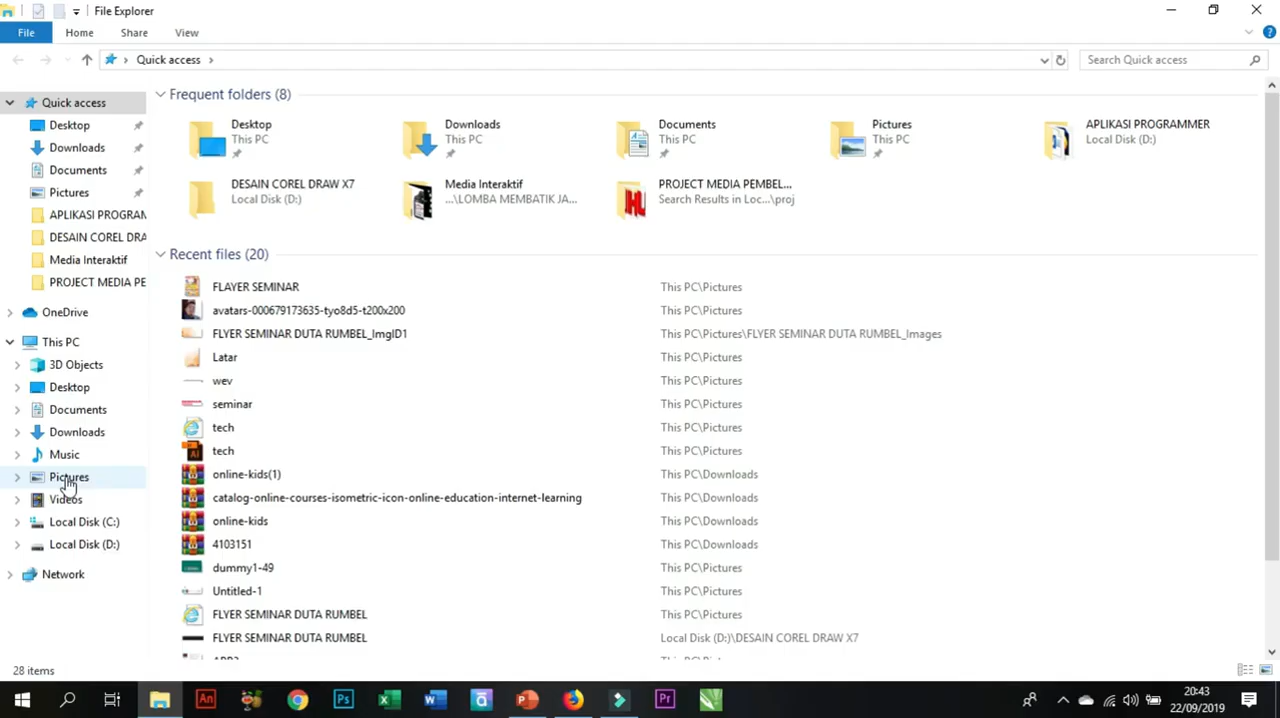 File Explorer
File Home Share View
Quick access
Search Quick access
Quick access
Desktop
Downloads
Documents
Pictures
APLIKASI PROGRAN
DESAIN COREL DRA
Media Interaktif
PROJECT MEDIA PE
OneDrive
This PC
3D Objects
Desktop
Documents
Downloads
Music
Pictures
Videos
Local Disk (C:)
Local Disk (D:)
Network
Frequent folders (8)
Desktop
This PC
Downloads
This PC
Documents
This PC
Pictures
This PC
APLIKASI PROGRAMMER
Local Disk (D:)
DESAIN COREL DRAW X7
Local Disk (D:)
Media Interaktif
...\LOMBA MEMBATIK JA...
PROJECT MEDIA PEMBEL...
Search Results in Loc...\proj
Recent files (20)
FLAYER SEMINAR This PC\Pictures
avatars-000679173635-tyo8d5-t200x200 This PC\Pictures
FLYER SEMINAR DUTA RUMBEL_ImgID1 This PC\Pictures\FLYER SEMINAR DUTA RUMBEL_Images
Latar This PC\Pictures
wev This PC\Pictures
seminar This PC\Pictures
tech This PC\Pictures
tech This PC\Pictures
online-kids(1) This PC\Downloads
catalog-online-courses-isometric-icon-online-education-internet-learning This PC\Downloads
online-kids This PC\Downloads
4103151 This PC\Downloads
dummy1-49 This PC\Pictures
Untitled-1 This PC\Pictures
FLYER SEMINAR DUTA RUMBEL This PC\Pictures
FLYER SEMINAR DUTA RUMBEL Local Disk (D:)\DESAIN COREL DRAW X7
28 items
An Ps Pr
20:43
22/09/2019